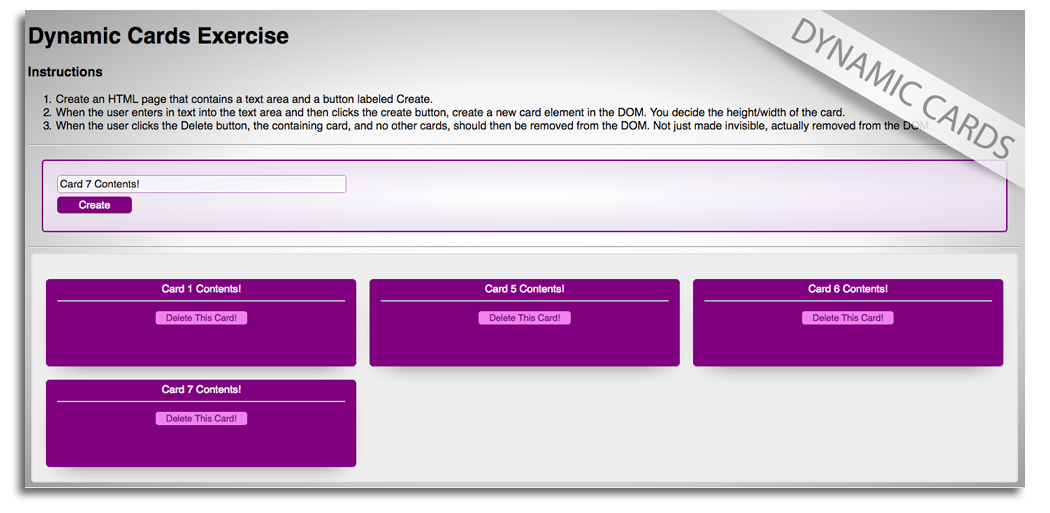 Dynamic Cards Exercise
DYNAMIC CARDS
Instructions
1. Create an HTML page that contains a text area and a button labeled Create.
2. When the user enters in text into the text area and then clicks the create button, create a new card element in the DOM. You decide the height/width of the card.
3. When the user clicks the Delete button, the containing card, and no other cards, should then be removed from the DOM. Not just made invisible, actually removed from the DOM.
Card 7 Contents!
Create
Card 1 Contents!
Delete This Card!
Card 5 Contents!
Delete This Card!
Card 6 Contents!
Delete This Card!
Card 7 Contents!
Delete This Card!